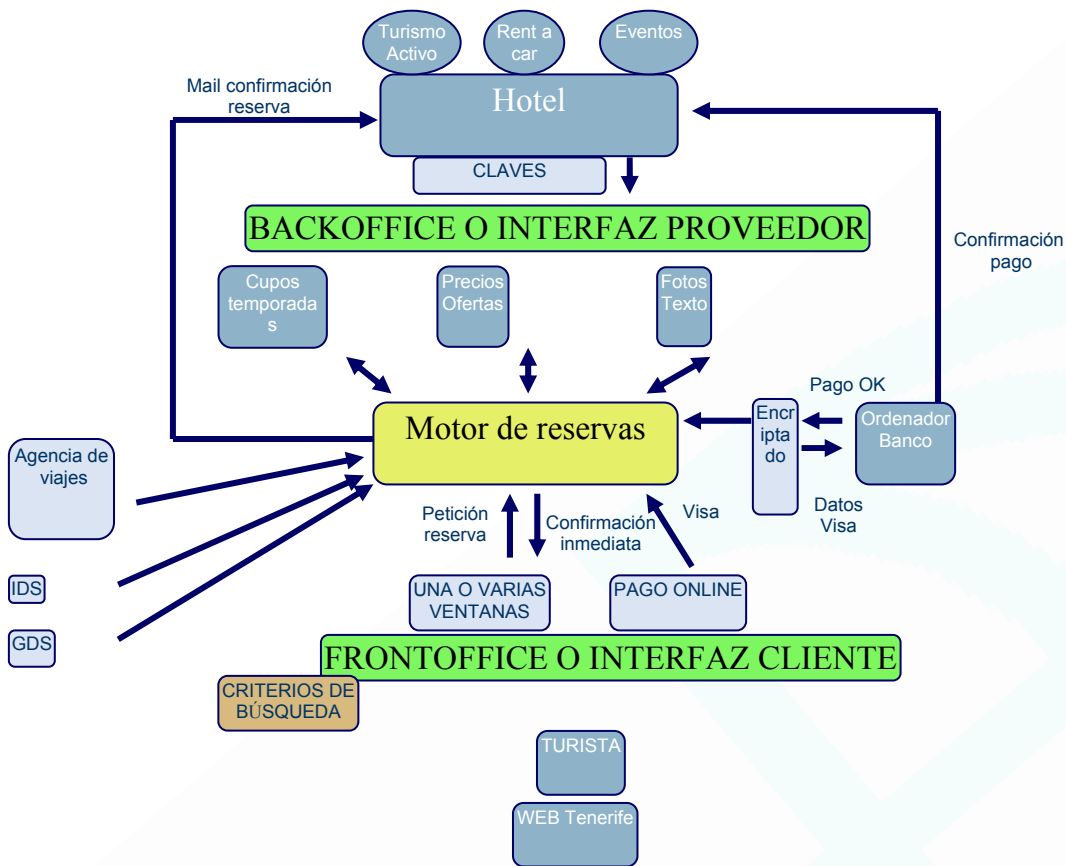 Turismo
Activo
Rent a
car
Eventos
Mail confirmación
reserva
Hotel
CLAVES
BACKOFFICE O INTERFAZ PROVEEDOR
Confirmación
pago
Cupos
temporada
s
Precios
Ofertas
Fotos
Texto
Pago OK
Motor de reservas
Encr
ipta
do
Ordenador
Banco
Agencia de
viajes
Petición
reserva
Confirmación
inmediata
Visa
Datos
Visa
IDS
UNA O VARIAS
VENTANAS
PAGO ONLINE
GDS
FRONTOFFICE O INTERFAZ CLIENTE
CRITERIOS DE
BÚSQUEDA
TURISTA
WEB Tenerife